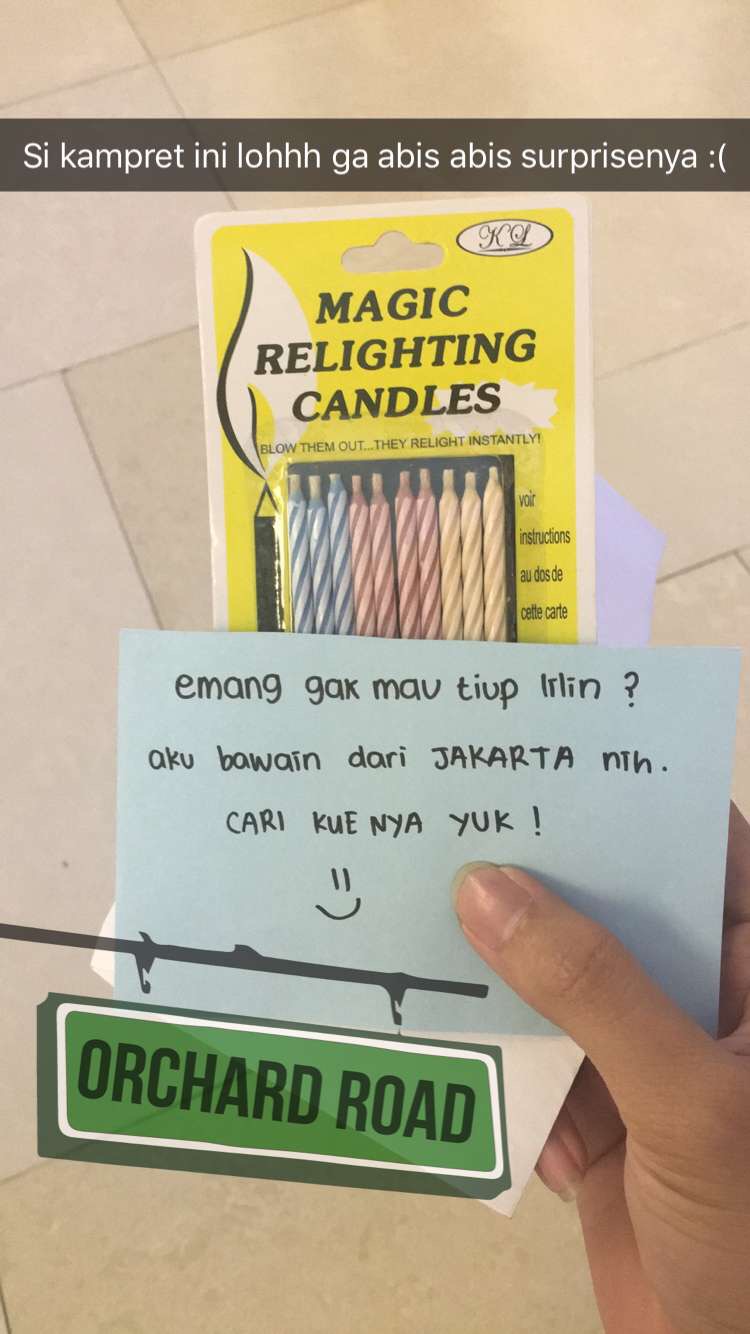 Si kampret ini lohhh ga abis abis surprisenya :(
KL
MAGIC
RELIGHTING
CANDLES
BLOW THEM OUT...THEY RELIGHT INSTANTLY!
voir
instructions
au dos de
cette carte
emang gak mau tiup lilin ?
aku bawain dari JAKARTA nih.
CARI KUE NYA YUK !
ORCHARD ROAD